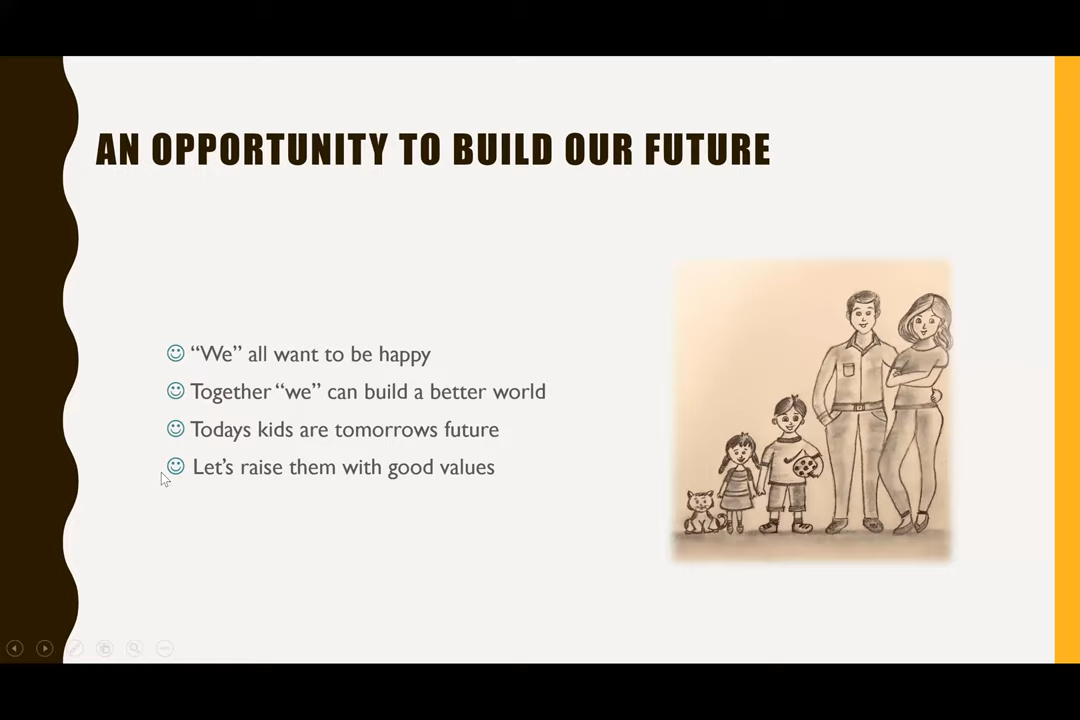 AN OPPORTUNITY TO BUILD OUR FUTURE
“We” all want to be happy
Together “we” can build a better world
Todays kids are tomorrows future
Let’s raise them with good values